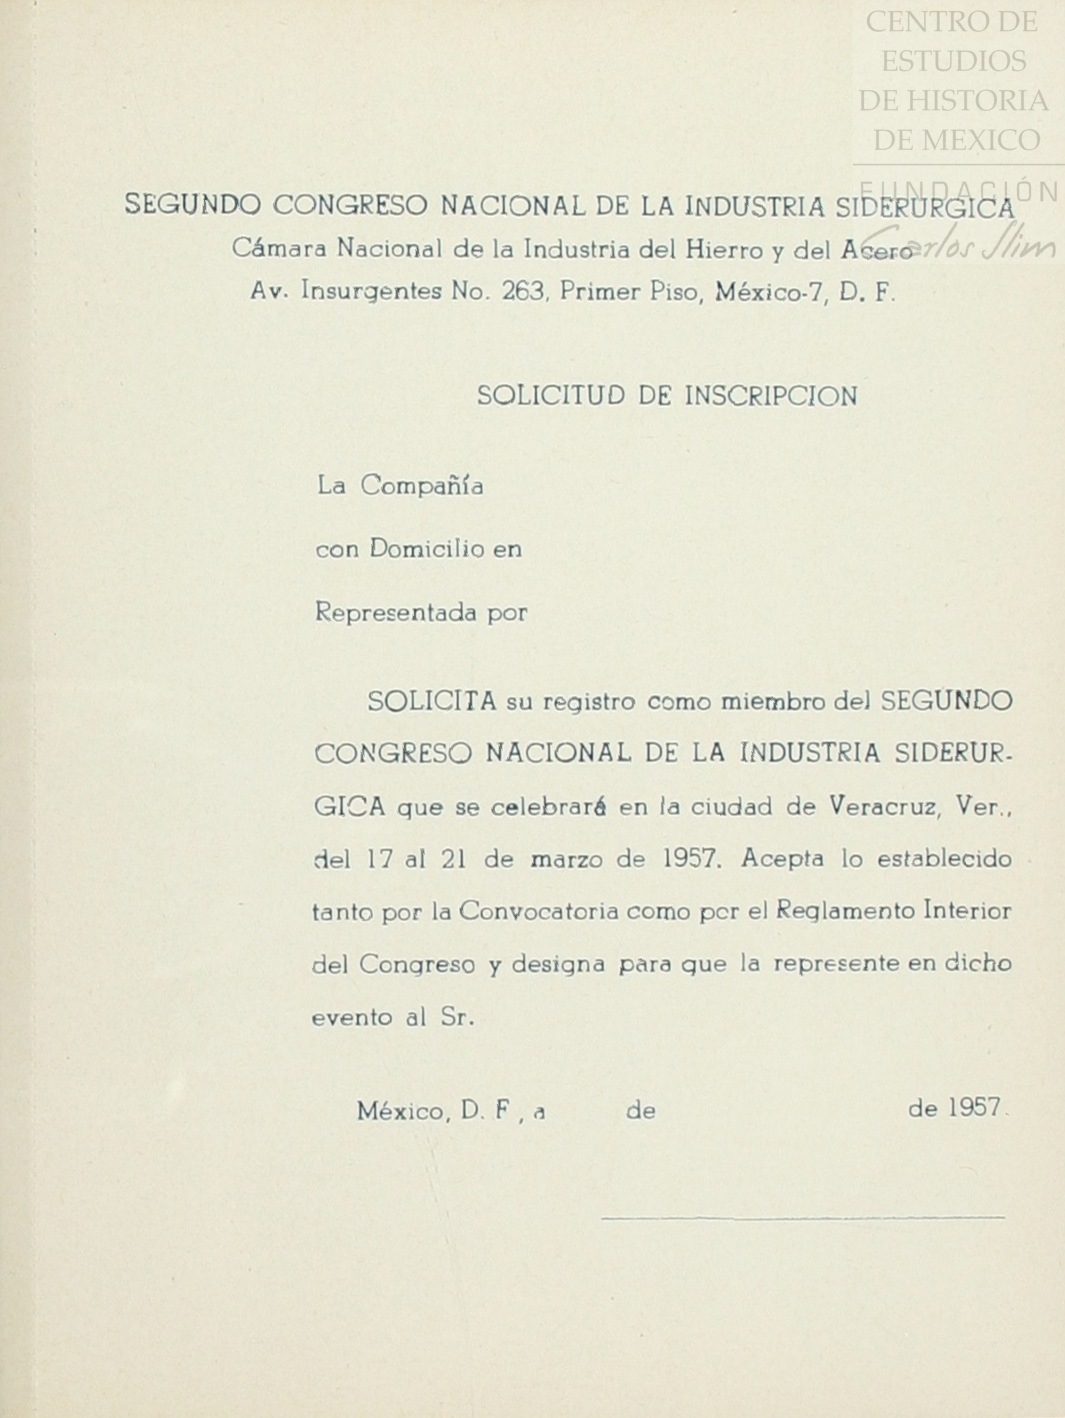 CENTRO DE
ESTUDIOS
DE HISTORIA
DE MEXICO
FUNDACIÓN
Carlos Slim
SEGUNDO CONGRESO NACIONAL DE LA INDUSTRIA SIDERURGICA
Cámara Nacional de la Industria del Hierro y del Acero
Av. Insurgentes No. 263, Primer Piso, México-7, D. F.
SOLICITUD DE INSCRIPCION
La Compañía
con Domicilio en
Representada por
SOLICITA su registro como miembro del SEGUNDO
CONGRESO NACIONAL DE LA INDUSTRIA SIDERUR-
GICA que se celebrará en la ciudad de Veracruz, Ver.,
del 17 al 21 de marzo de 1957. Acepta lo establecido
tanto por la Convocatoria como por el Reglamento Interior
del Congreso y designa para que la represente en dicho
evento al Sr.
México, D. F., a de de 1957.